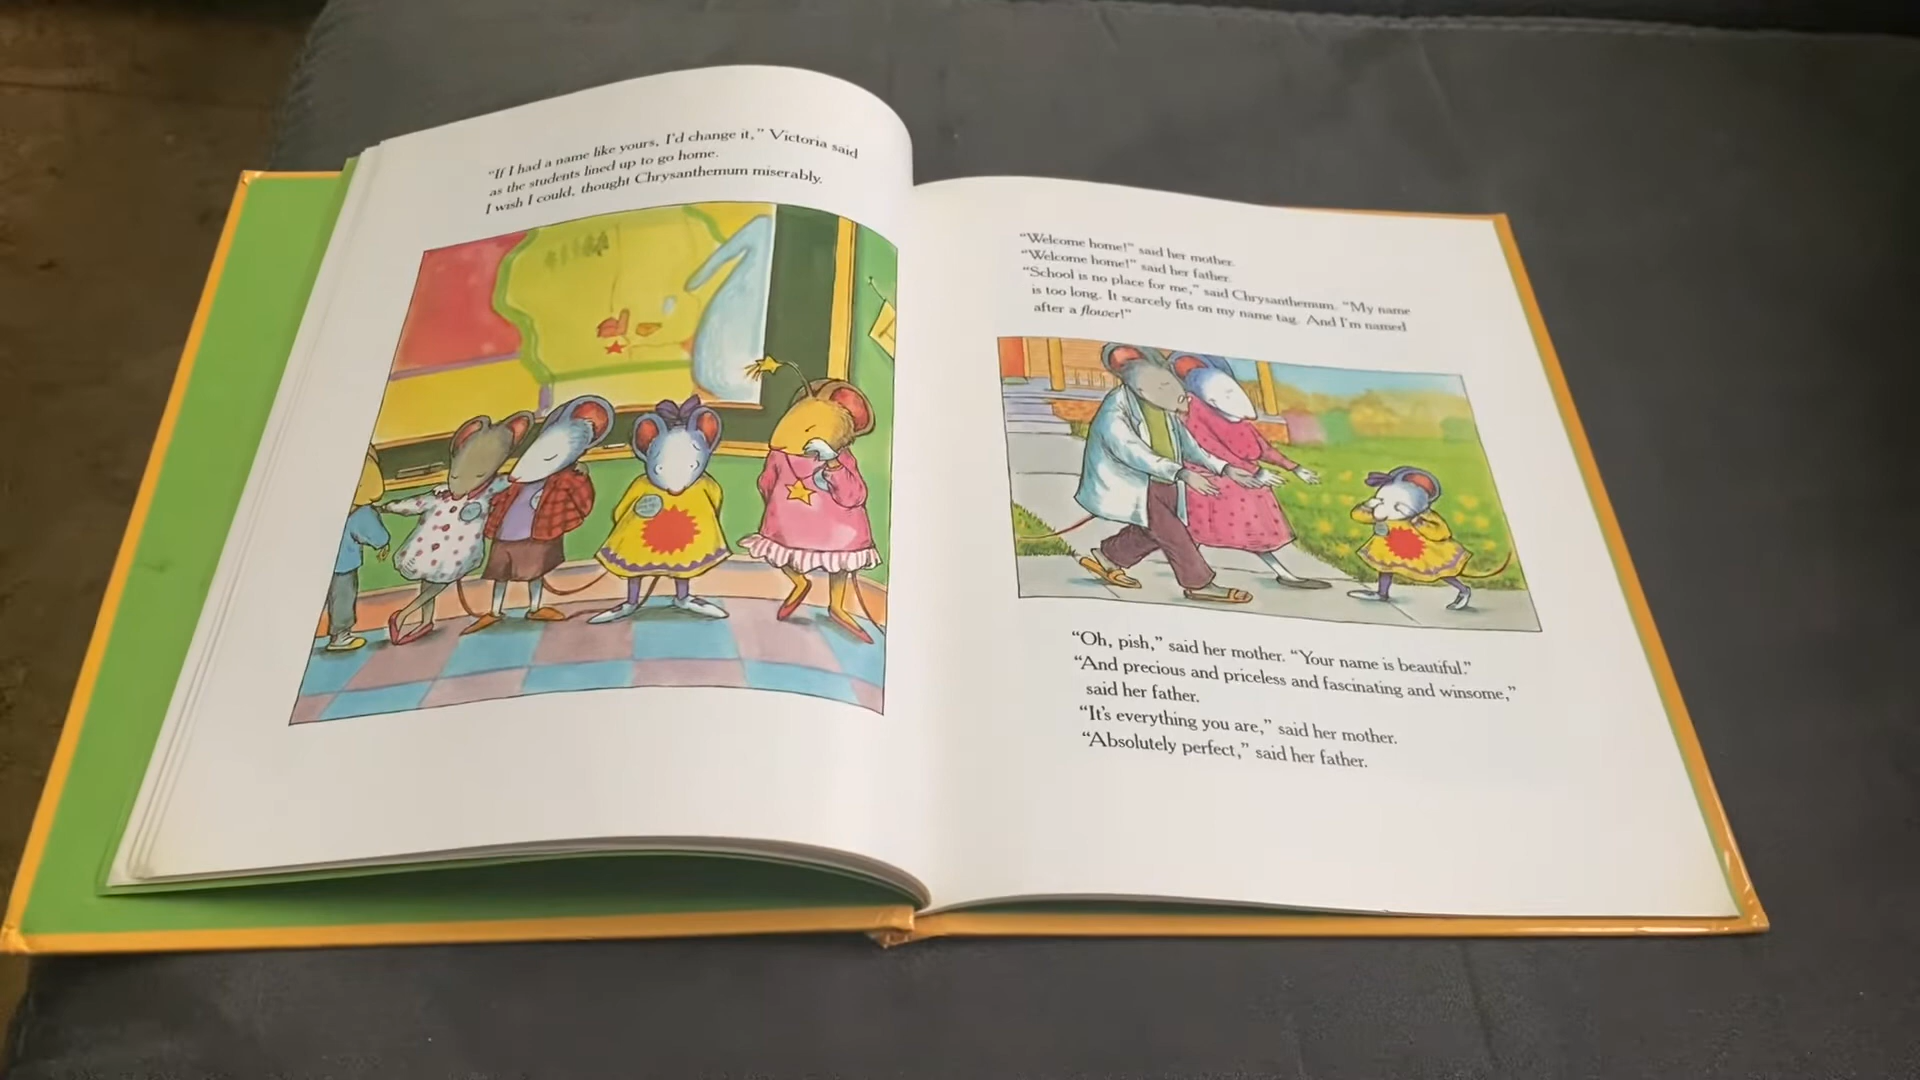 “If I had a name like yours, I’d change it,” Victoria said
as the students lined up to go home.
I wish I could, thought Chrysanthemum miserably.
“Welcome home!” said her mother.
“Welcome home!” said her father.
“School is no place for me,” said Chrysanthemum. “My name
is too long. It scarcely fits on my name tag. And I’m named
after a flower!”
“Oh, pish,” said her mother. “Your name is beautiful.”
“And precious and priceless and fascinating and winsome,”
said her father.
“It’s everything you are,” said her mother.
“Absolutely perfect,” said her father.